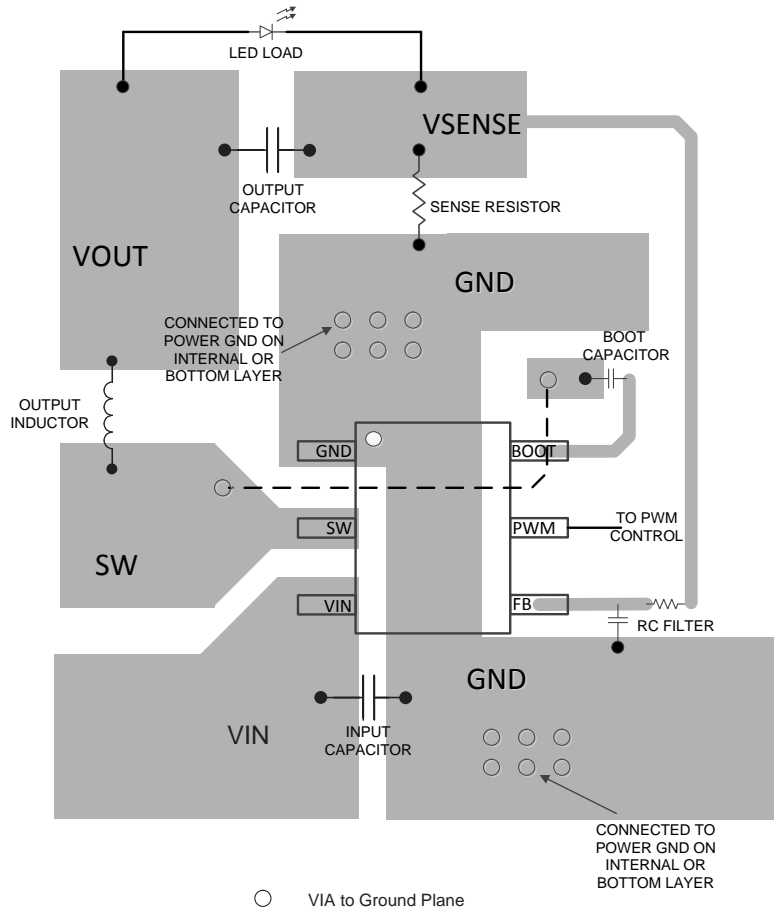 LED LOAD
VSENSE
OUTPUT
CAPACITOR
SENSE RESISTOR
VOUT
GND
CONNECTED TO
POWER GND ON
INTERNAL OR
BOTTOM LAYER
BOOT
CAPACITOR
OUTPUT
INDUCTOR
GND
BOOT
SW
PWM
TO PWM
CONTROL
SW
VIN
FB
RC FILTER
GND
VIN
INPUT
CAPACITOR
CONNECTED TO
POWER GND ON
INTERNAL OR
BOTTOM LAYER
VIA to Ground Plane